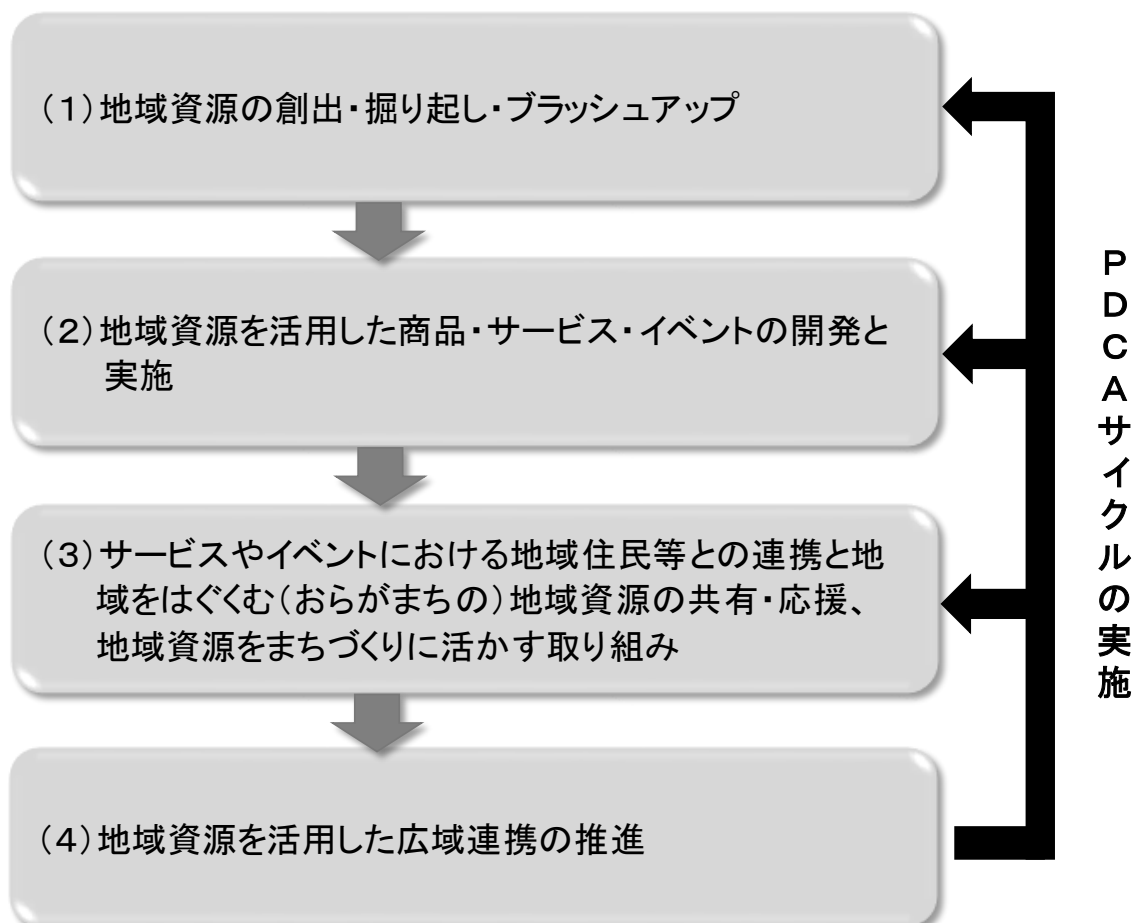 (1)地域資源の創出・掘り起し・ブラッシュアップ
(2)地域資源を活用した商品・サービス・イベントの開発と
実施
(3)サービスやイベントにおける地域住民等との連携と地
域をはぐくむ(おらがまちの)地域資源の共有・応援、
地域資源をまちづくりに活かす取り組み
(4)地域資源を活用した広域連携の推進
PDCAサイクルの実施